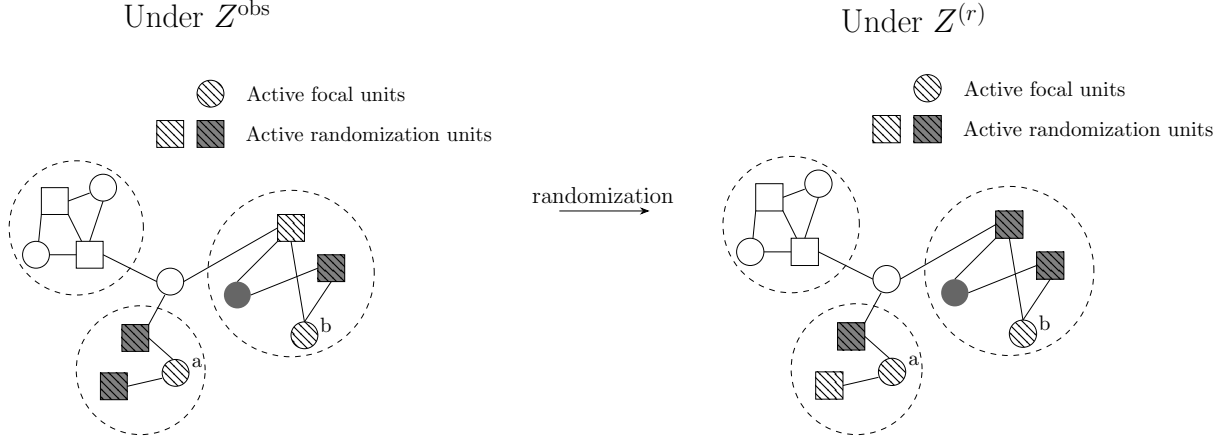 Under Z^obs
Active focal units
Active randomization units
a
b
randomization
Under Z^(r)
Active focal units
Active randomization units
a
b